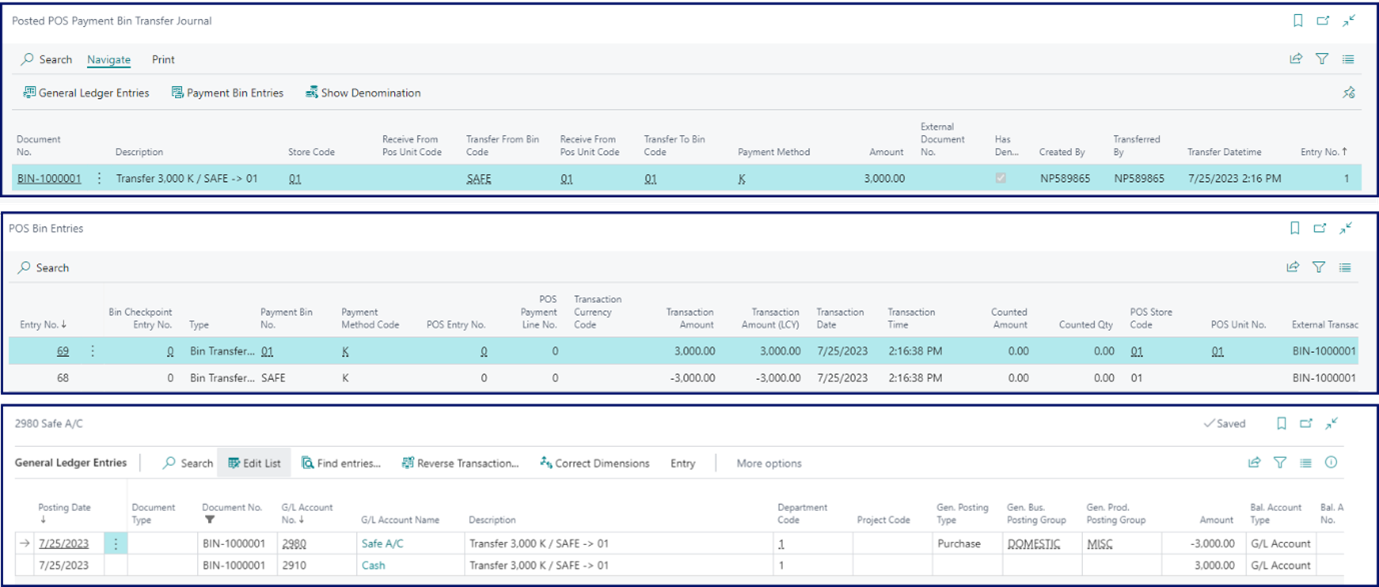 Posted POS Payment Bin Transfer Journal
Search Navigate Print
General Ledger Entries Payment Bin Entries Show Denomination
Document No. Description Store Code Receive From Pos Unit Code Transfer From Bin Code Receive From Pos Unit Code Transfer To Bin Code Payment Method Amount External Document No. Has Den... Created By Transferred By Transfer Datetime Entry No. ↑
BIN-1000001 Transfer 3,000 K / SAFE -> 01 01 SAFE 01 01 K 3,000.00 NP589865 NP589865 7/25/2023 2:16 PM 1
POS Bin Entries
Search
Entry No. ↓ Bin Checkpoint Entry No. Type Payment Bin No. Payment Method Code POS Entry No. POS Payment Line No. Transaction Currency Code Transaction Amount Transaction Amount (LCY) Transaction Date Transaction Time Counted Amount Counted Qty POS Store Code POS Unit No. External Transac
69 0 Bin Transfer... 01 K 0 0 3,000.00 3,000.00 7/25/2023 2:16:38 PM 0.00 0.00 01 01 BIN-1000001
68 0 Bin Transfer... SAFE K 0 0 -3,000.00 -3,000.00 7/25/2023 2:16:38 PM 0.00 0.00 01 BIN-1000001
2980 Safe A/C Saved
General Ledger Entries Search Edit List Find entries... Reverse Transaction... Correct Dimensions Entry More options
Posting Date ↓ Document Type Document No. G/L Account No. ↓ G/L Account Name Description Department Code Project Code Gen. Posting Type Gen. Bus. Posting Group Gen. Prod. Posting Group Amount Bal. Account Type Bal. A No.
7/25/2023 BIN-1000001 2980 Safe A/C Transfer 3,000 K / SAFE -> 01 1 Purchase DOMESTIC MISC -3,000.00 G/L Account
7/25/2023 BIN-1000001 2910 Cash Transfer 3,000 K / SAFE -> 01 1 3,000.00 G/L Account